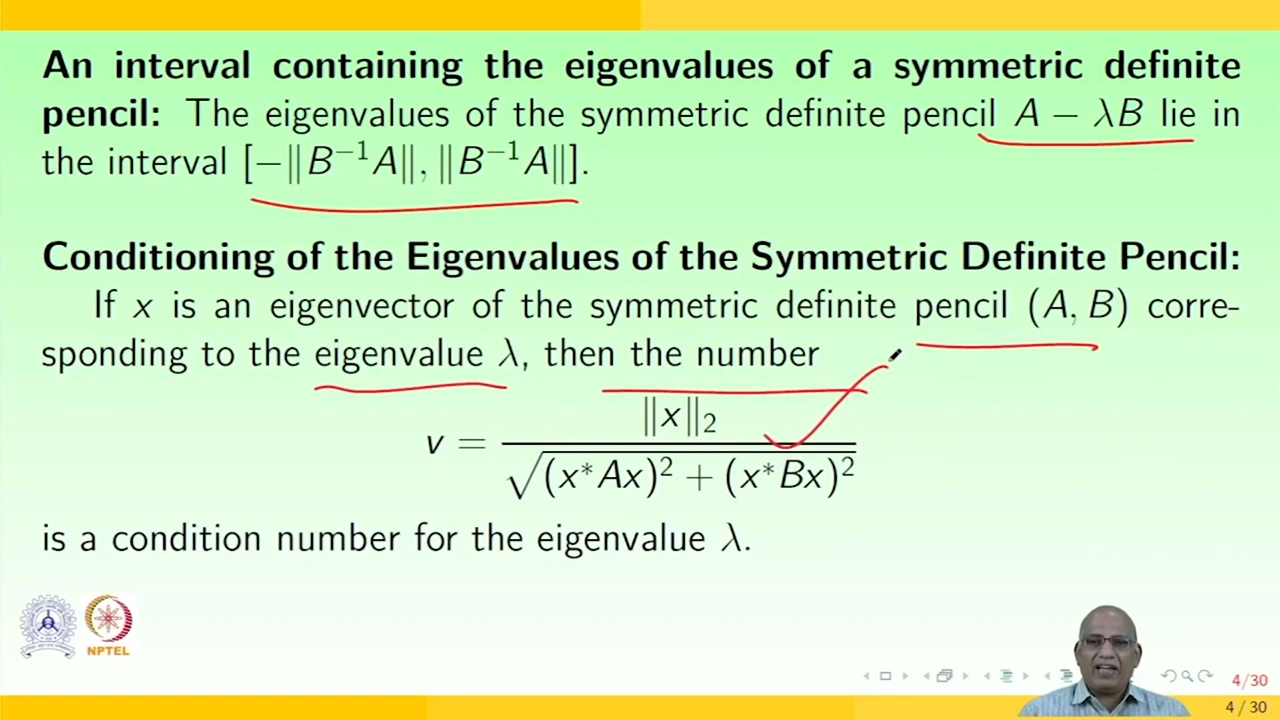 An interval containing the eigenvalues of a symmetric definite
pencil: The eigenvalues of the symmetric definite pencil A − λB lie in
the interval [−‖B⁻¹A‖, ‖B⁻¹A‖].
Conditioning of the Eigenvalues of the Symmetric Definite Pencil:
If x is an eigenvector of the symmetric definite pencil (A, B) corre-
sponding to the eigenvalue λ, then the number
v = ‖x‖₂ / √((x*Ax)² + (x*Bx)²)
is a condition number for the eigenvalue λ.
NPTEL
4/30
4 / 30